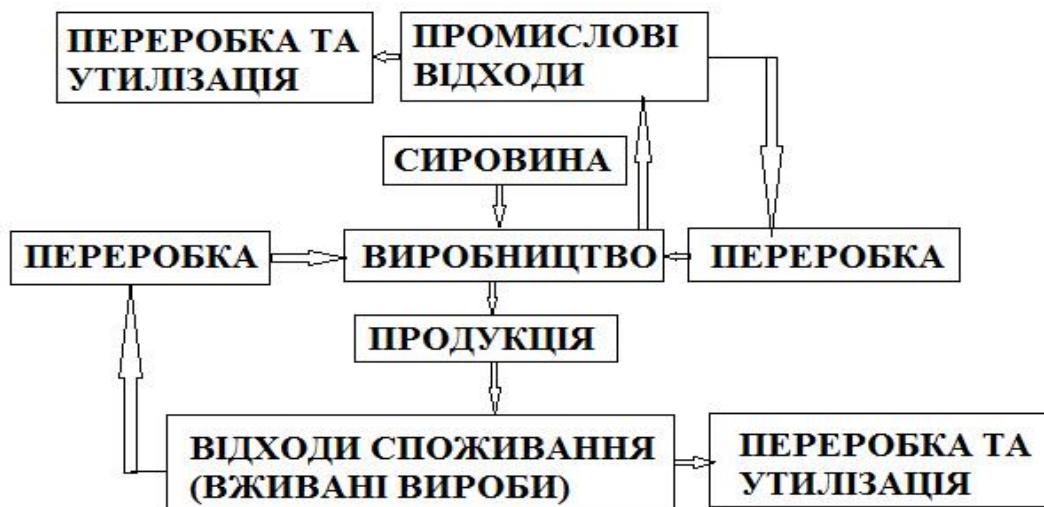 ПЕРЕРОБКА ТА
УТИЛІЗАЦІЯ
ПРОМИСЛОВІ
ВІДХОДИ
СИРОВИНА
ПЕРЕРОБКА
ВИРОБНИЦТВО
ПЕРЕРОБКА
ПРОДУКЦІЯ
ВІДХОДИ СПОЖИВАННЯ
(ВЖИВАНІ ВИРОБИ)
ПЕРЕРОБКА ТА
УТИЛІЗАЦІЯ